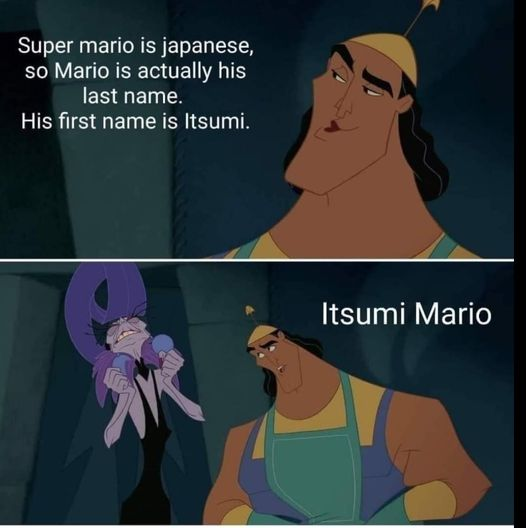 Super mario is japanese,
so Mario is actually his
last name.
His first name is Itsumi.
Itsumi Mario